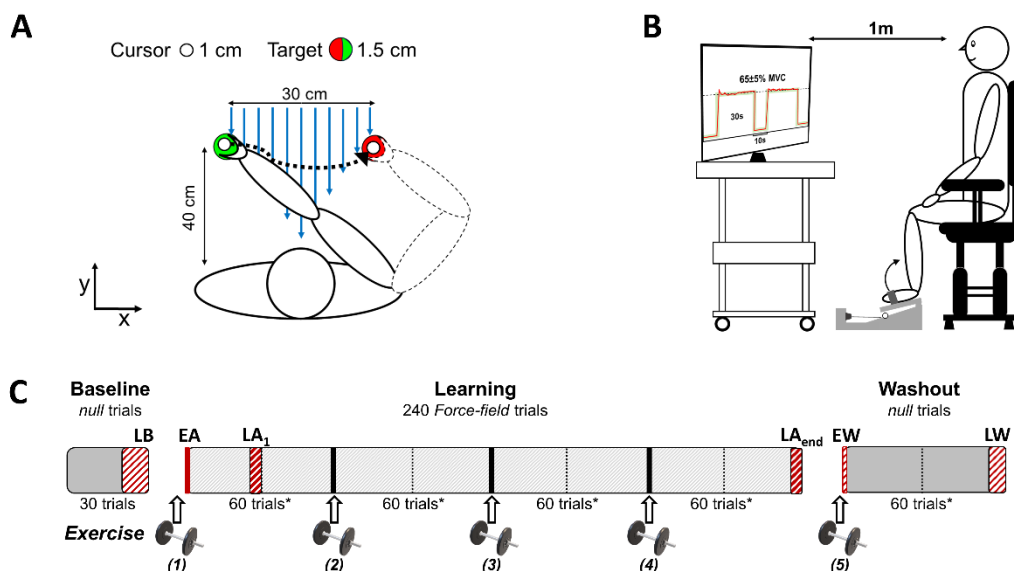 A
Cursor 1 cm Target 1.5 cm
30 cm
40 cm
y
x
B
1m
65±5% MVC
30s
10s
C
Baseline
null trials
Learning
240 Force-field trials
Washout
null trials
LB EA LA1 LAend EW LW
30 trials 60 trials* 60 trials* 60 trials* 60 trials* 60 trials*
Exercise
(1) (2) (3) (4) (5)